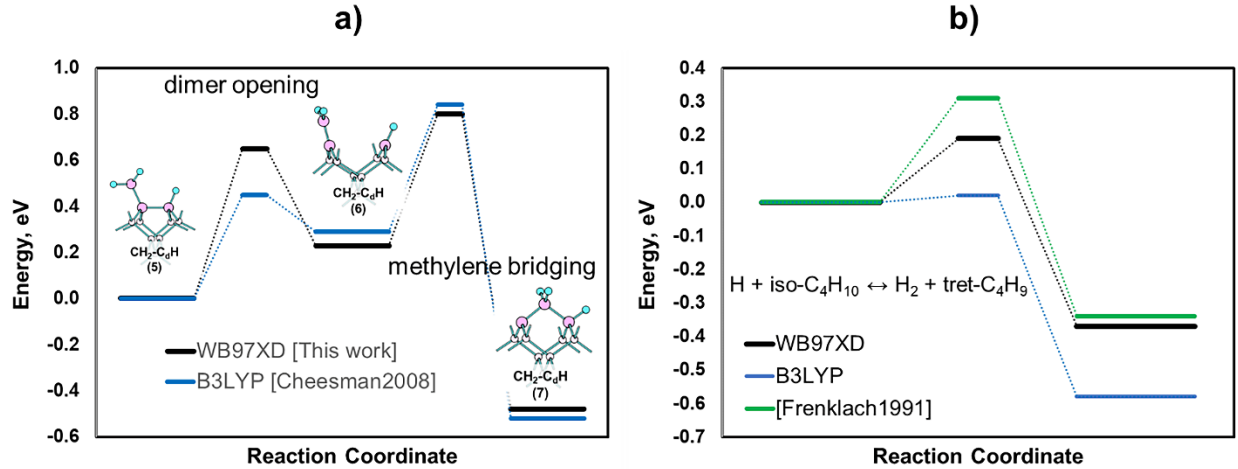 a)
Energy, eV
1.0
0.8
0.6
0.4
0.2
0.0
-0.2
-0.4
-0.6
dimer opening
CH₂-C_dH
(5)
CH₂-C_dH
(6)
methylene bridging
CH₂-C_dH
(7)
WB97XD [This work]
B3LYP [Cheesman2008]
Reaction Coordinate
b)
Energy, eV
0.4
0.3
0.2
0.1
0.0
-0.1
-0.2
-0.3
-0.4
-0.5
-0.6
-0.7
H + iso-C₄H₁₀ ↔ H₂ + tret-C₄H₉
WB97XD
B3LYP
[Frenklach1991]
Reaction Coordinate